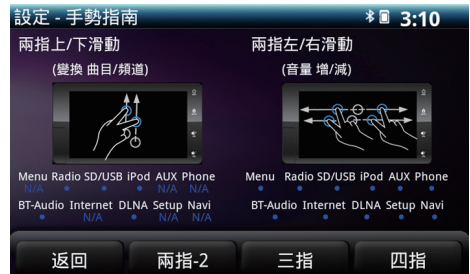 設定 - 手勢指南
3:10
兩指上/下滑動
(變換 曲目/頻道)
Menu Radio SD/USB iPod AUX Phone
N/A N/A N/A
BT-Audio Internet DLNA Setup Navi
N/A N/A N/A
兩指左/右滑動
(音量 增/減)
Menu Radio SD/USB iPod AUX Phone
BT-Audio Internet DLNA Setup Navi
返回
兩指-2
三指
四指